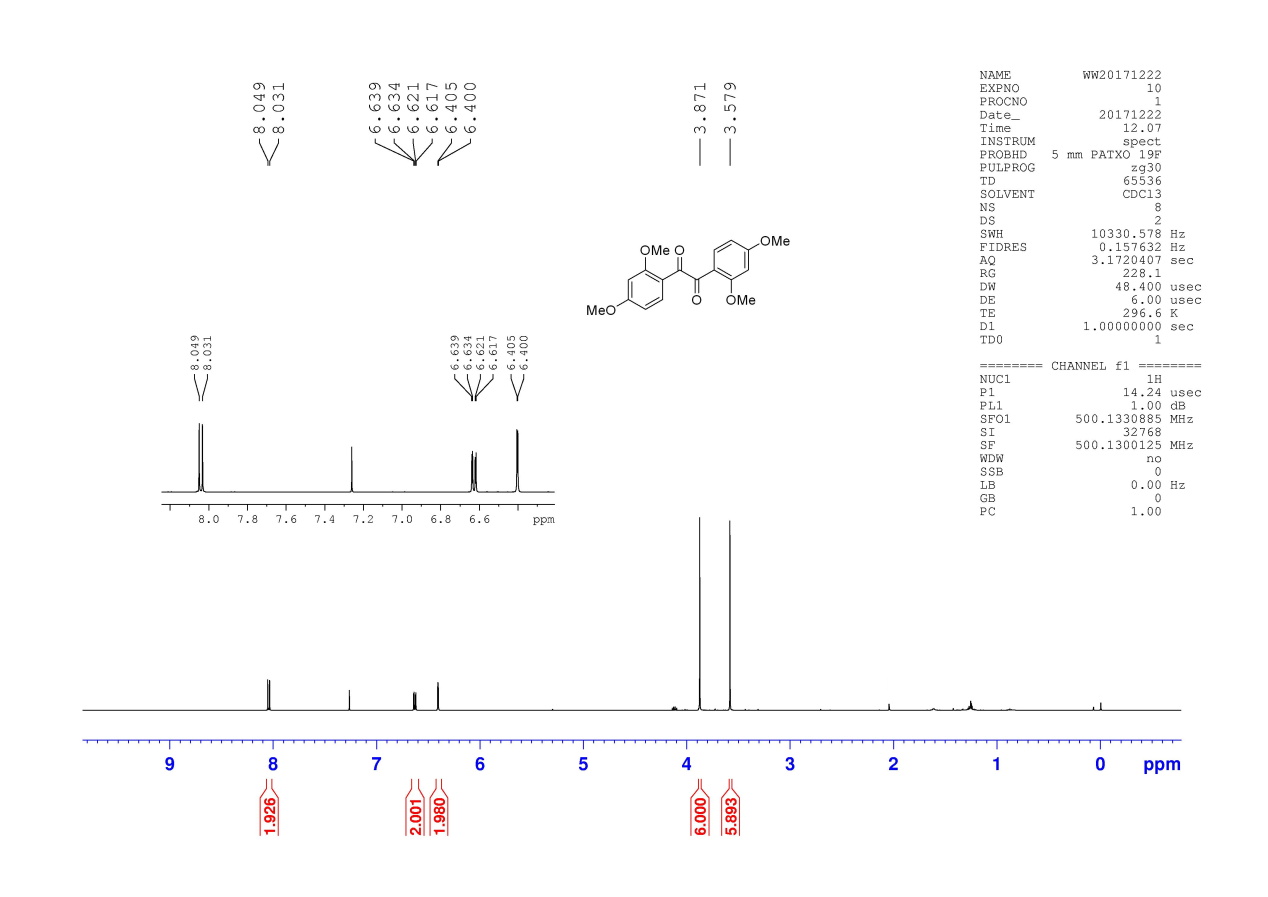 8.049
8.031
6.639
6.634
6.621
6.617
6.405
6.400
3.871
3.579
NAME WW20171222
EXPNO 10
PROCNO 1
Date_ 20171222
Time 12.07
INSTRUM spect
PROBHD 5 mm PATXO 19F
PULPROG zg30
TD 65536
SOLVENT CDCl3
NS 8
DS 2
SWH 10330.578 Hz
FIDRES 0.157632 Hz
AQ 3.1720407 sec
RG 228.1
DW 48.400 usec
DE 6.00 usec
TE 296.6 K
D1 1.00000000 sec
TD0 1
======== CHANNEL f1 ========
NUC1 1H
P1 14.24 usec
PL1 1.00 dB
SFO1 500.1330885 MHz
SI 32768
SF 500.1300125 MHz
WDW no
SSB 0
LB 0.00 Hz
GB 0
PC 1.00
OMe
O
OMe
MeO
O
OMe
8.049
8.031
6.639
6.634
6.621
6.617
6.405
6.400
8.0 7.8 7.6 7.4 7.2 7.0 6.8 6.6 ppm
9 8 7 6 5 4 3 2 1 0 ppm
1.926
2.001
1.980
6.000
5.893